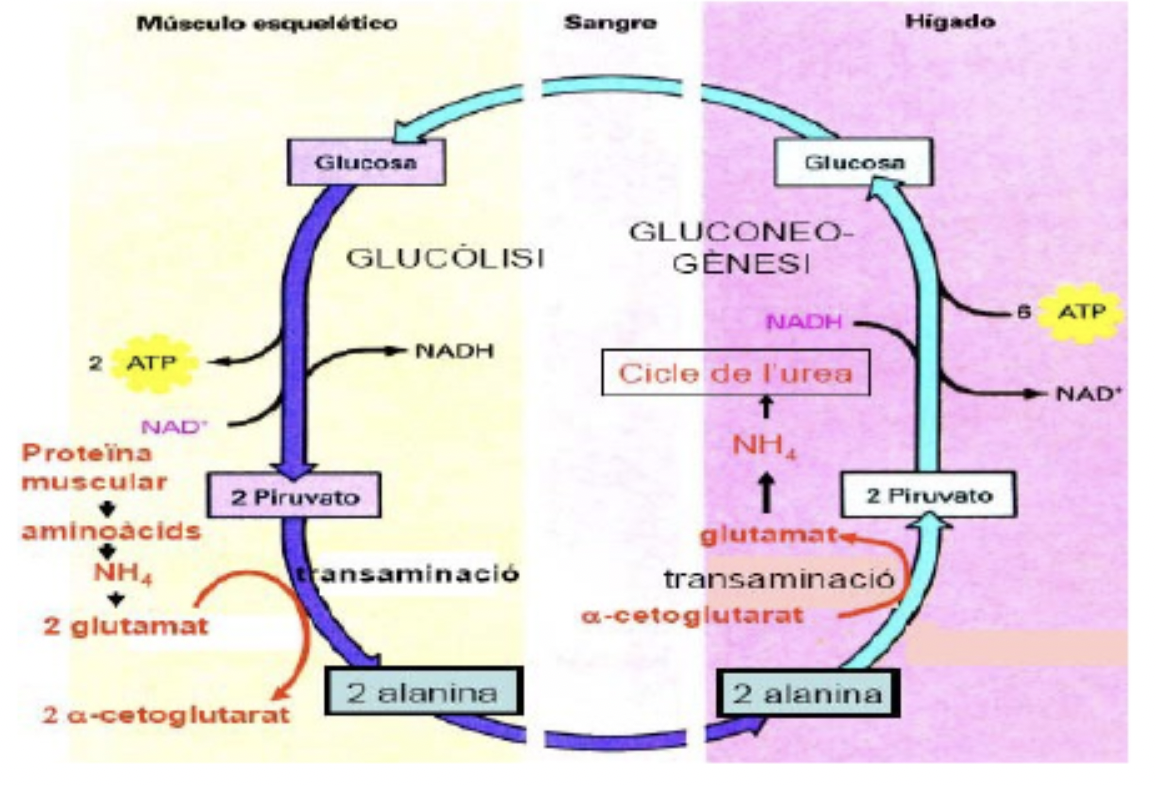 Músculo esquelético
Sangre
Hígado
Glucosa
Glucosa
GLUCÒLISI
GLUCONEO-
GÈNESI
2 ATP
NADH
NAD⁺
NADH
6 ATP
NAD⁺
Cicle de l'urea
NH₄
Proteïna
muscular
aminoàcids
NH₄
2 glutamat
2 α-cetoglutarat
2 Piruvato
2 Piruvato
transaminació
glutamat
transaminació
α-cetoglutarat
2 alanina
2 alanina